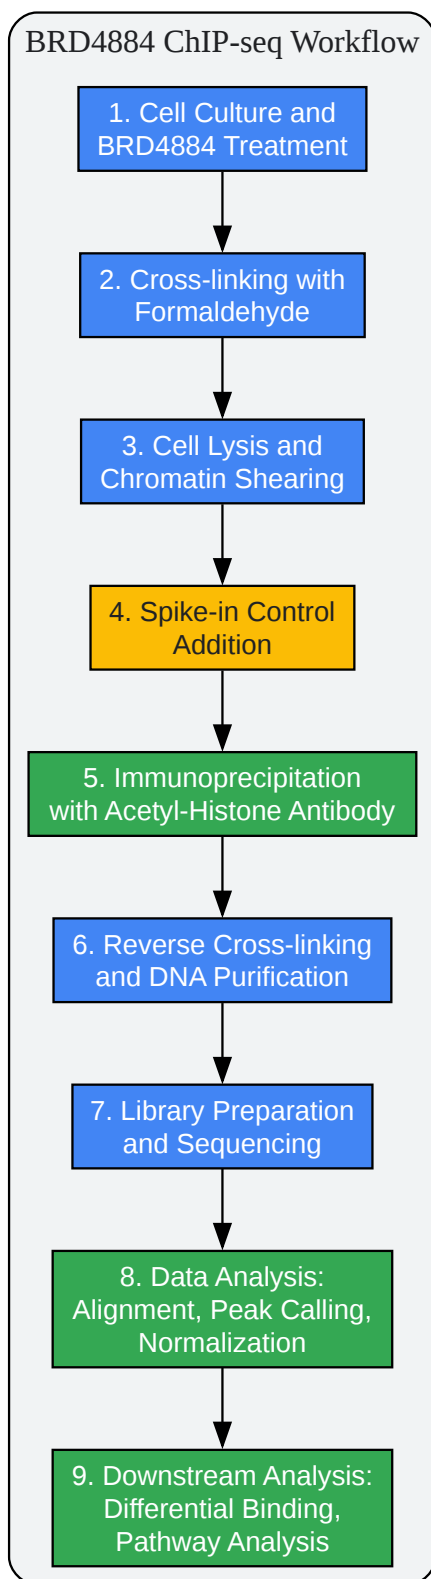 BRD4884 ChIP-seq Workflow
1. Cell Culture and
BRD4884 Treatment
2. Cross-linking with
Formaldehyde
3. Cell Lysis and
Chromatin Shearing
4. Spike-in Control
Addition
5. Immunoprecipitation
with Acetyl-Histone Antibody
6. Reverse Cross-linking
and DNA Purification
7. Library Preparation
and Sequencing
8. Data Analysis:
Alignment, Peak Calling,
Normalization
9. Downstream Analysis:
Differential Binding,
Pathway Analysis